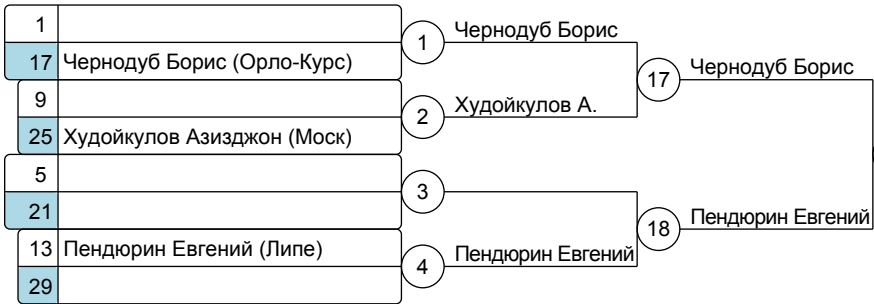 1
17 Чернодуб Борис (Орло-Курс)
1
Чернодуб Борис
9
25 Худойкулов Азизджон (Моск)
2
Худойкулов А.
17
Чернодуб Борис
5
21
3
13 Пендюрин Евгений (Липе)
29
4
Пендюрин Евгений
18
Пендюрин Евгений